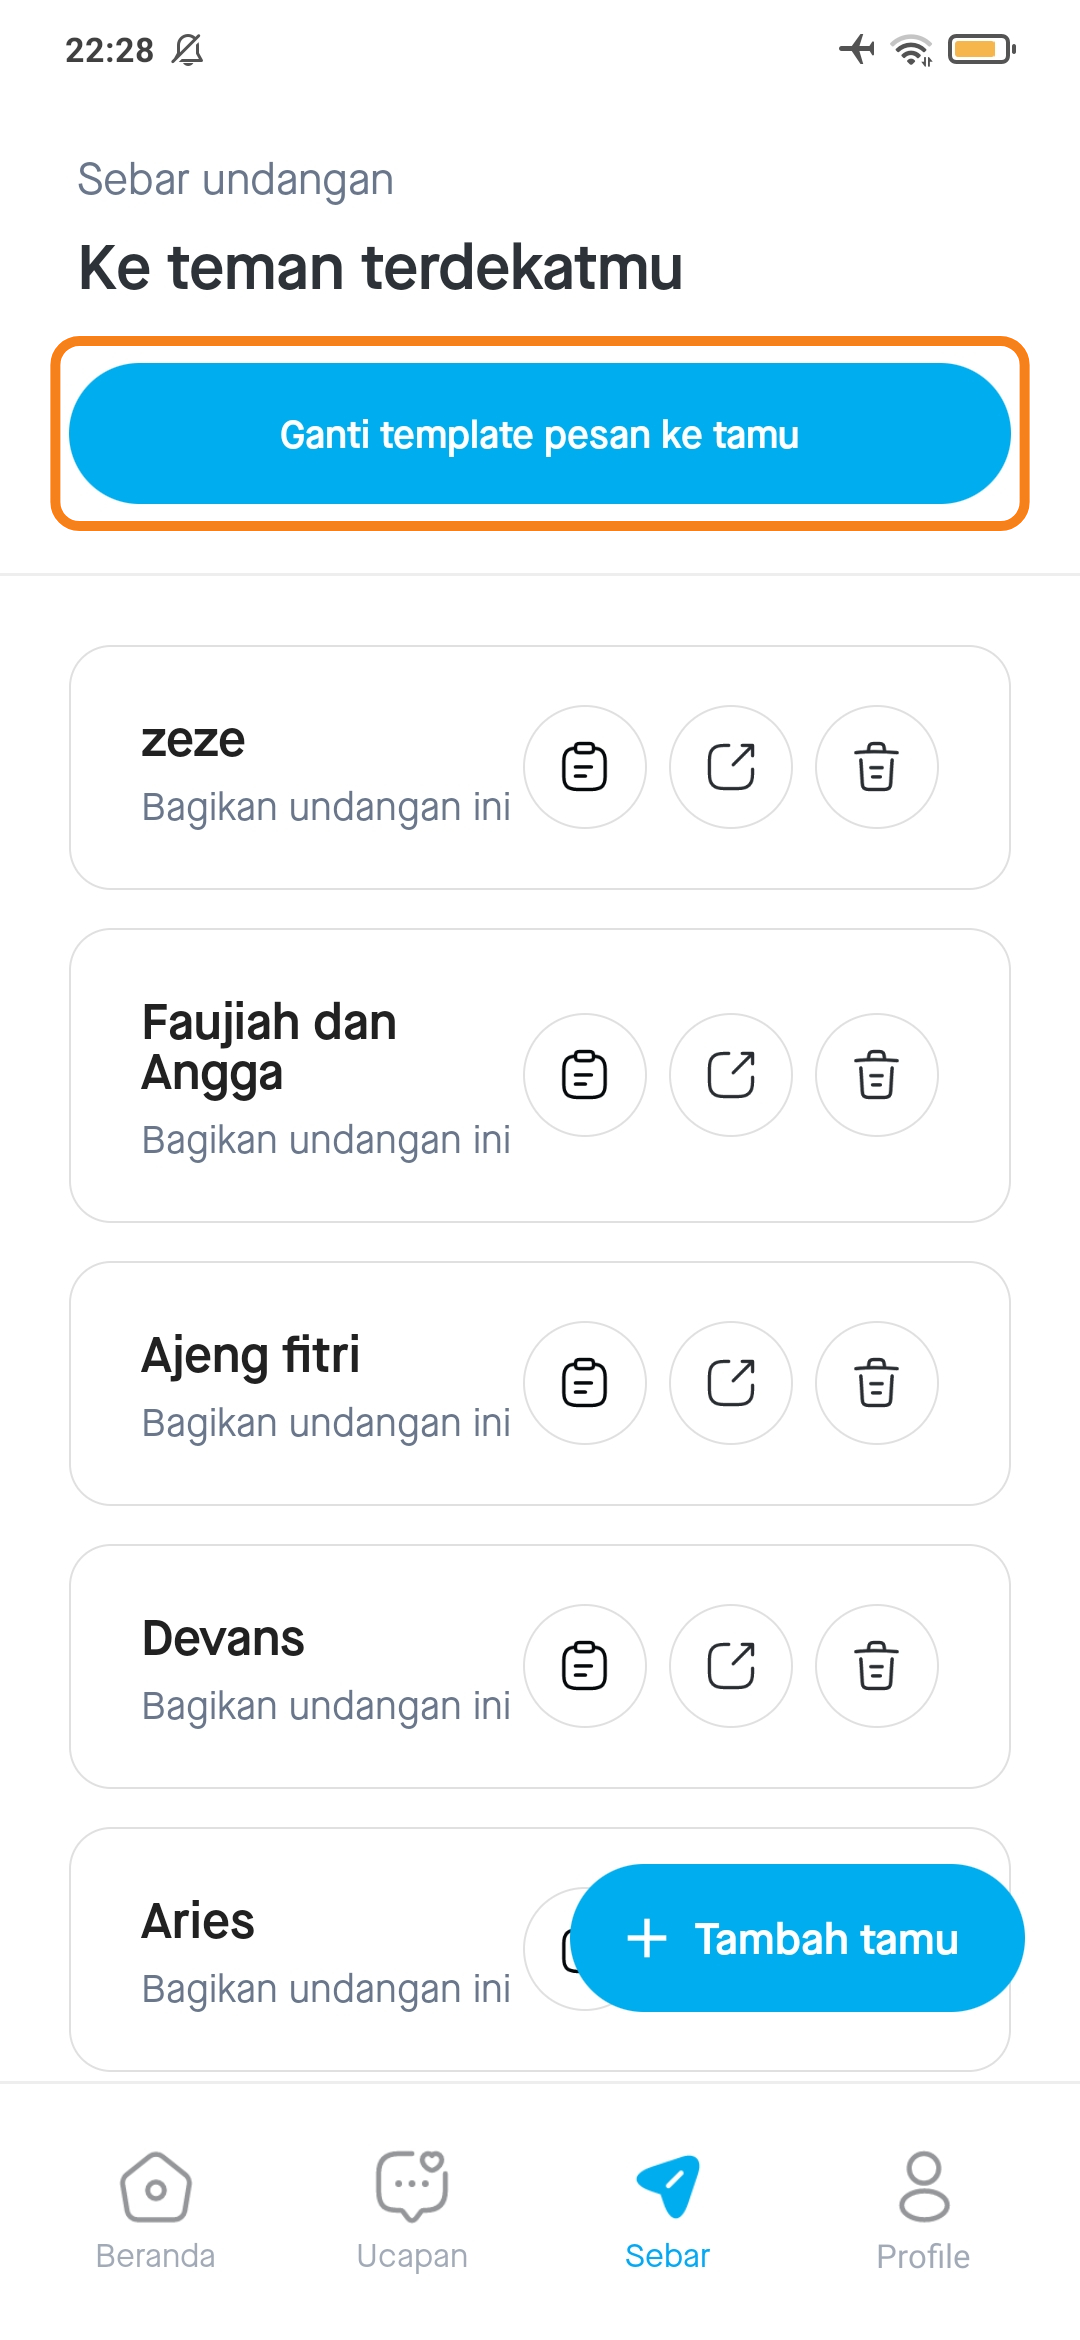 22:28
Sebar undangan
Ke teman terdekatmu
Ganti template pesan ke tamu
zeze
Bagikan undangan ini
Faujiah dan
Angga
Bagikan undangan ini
Ajeng fitri
Bagikan undangan ini
Devans
Bagikan undangan ini
Aries
Bagikan undangan ini
+ Tambah tamu
Beranda
Ucapan
Sebar
Profile